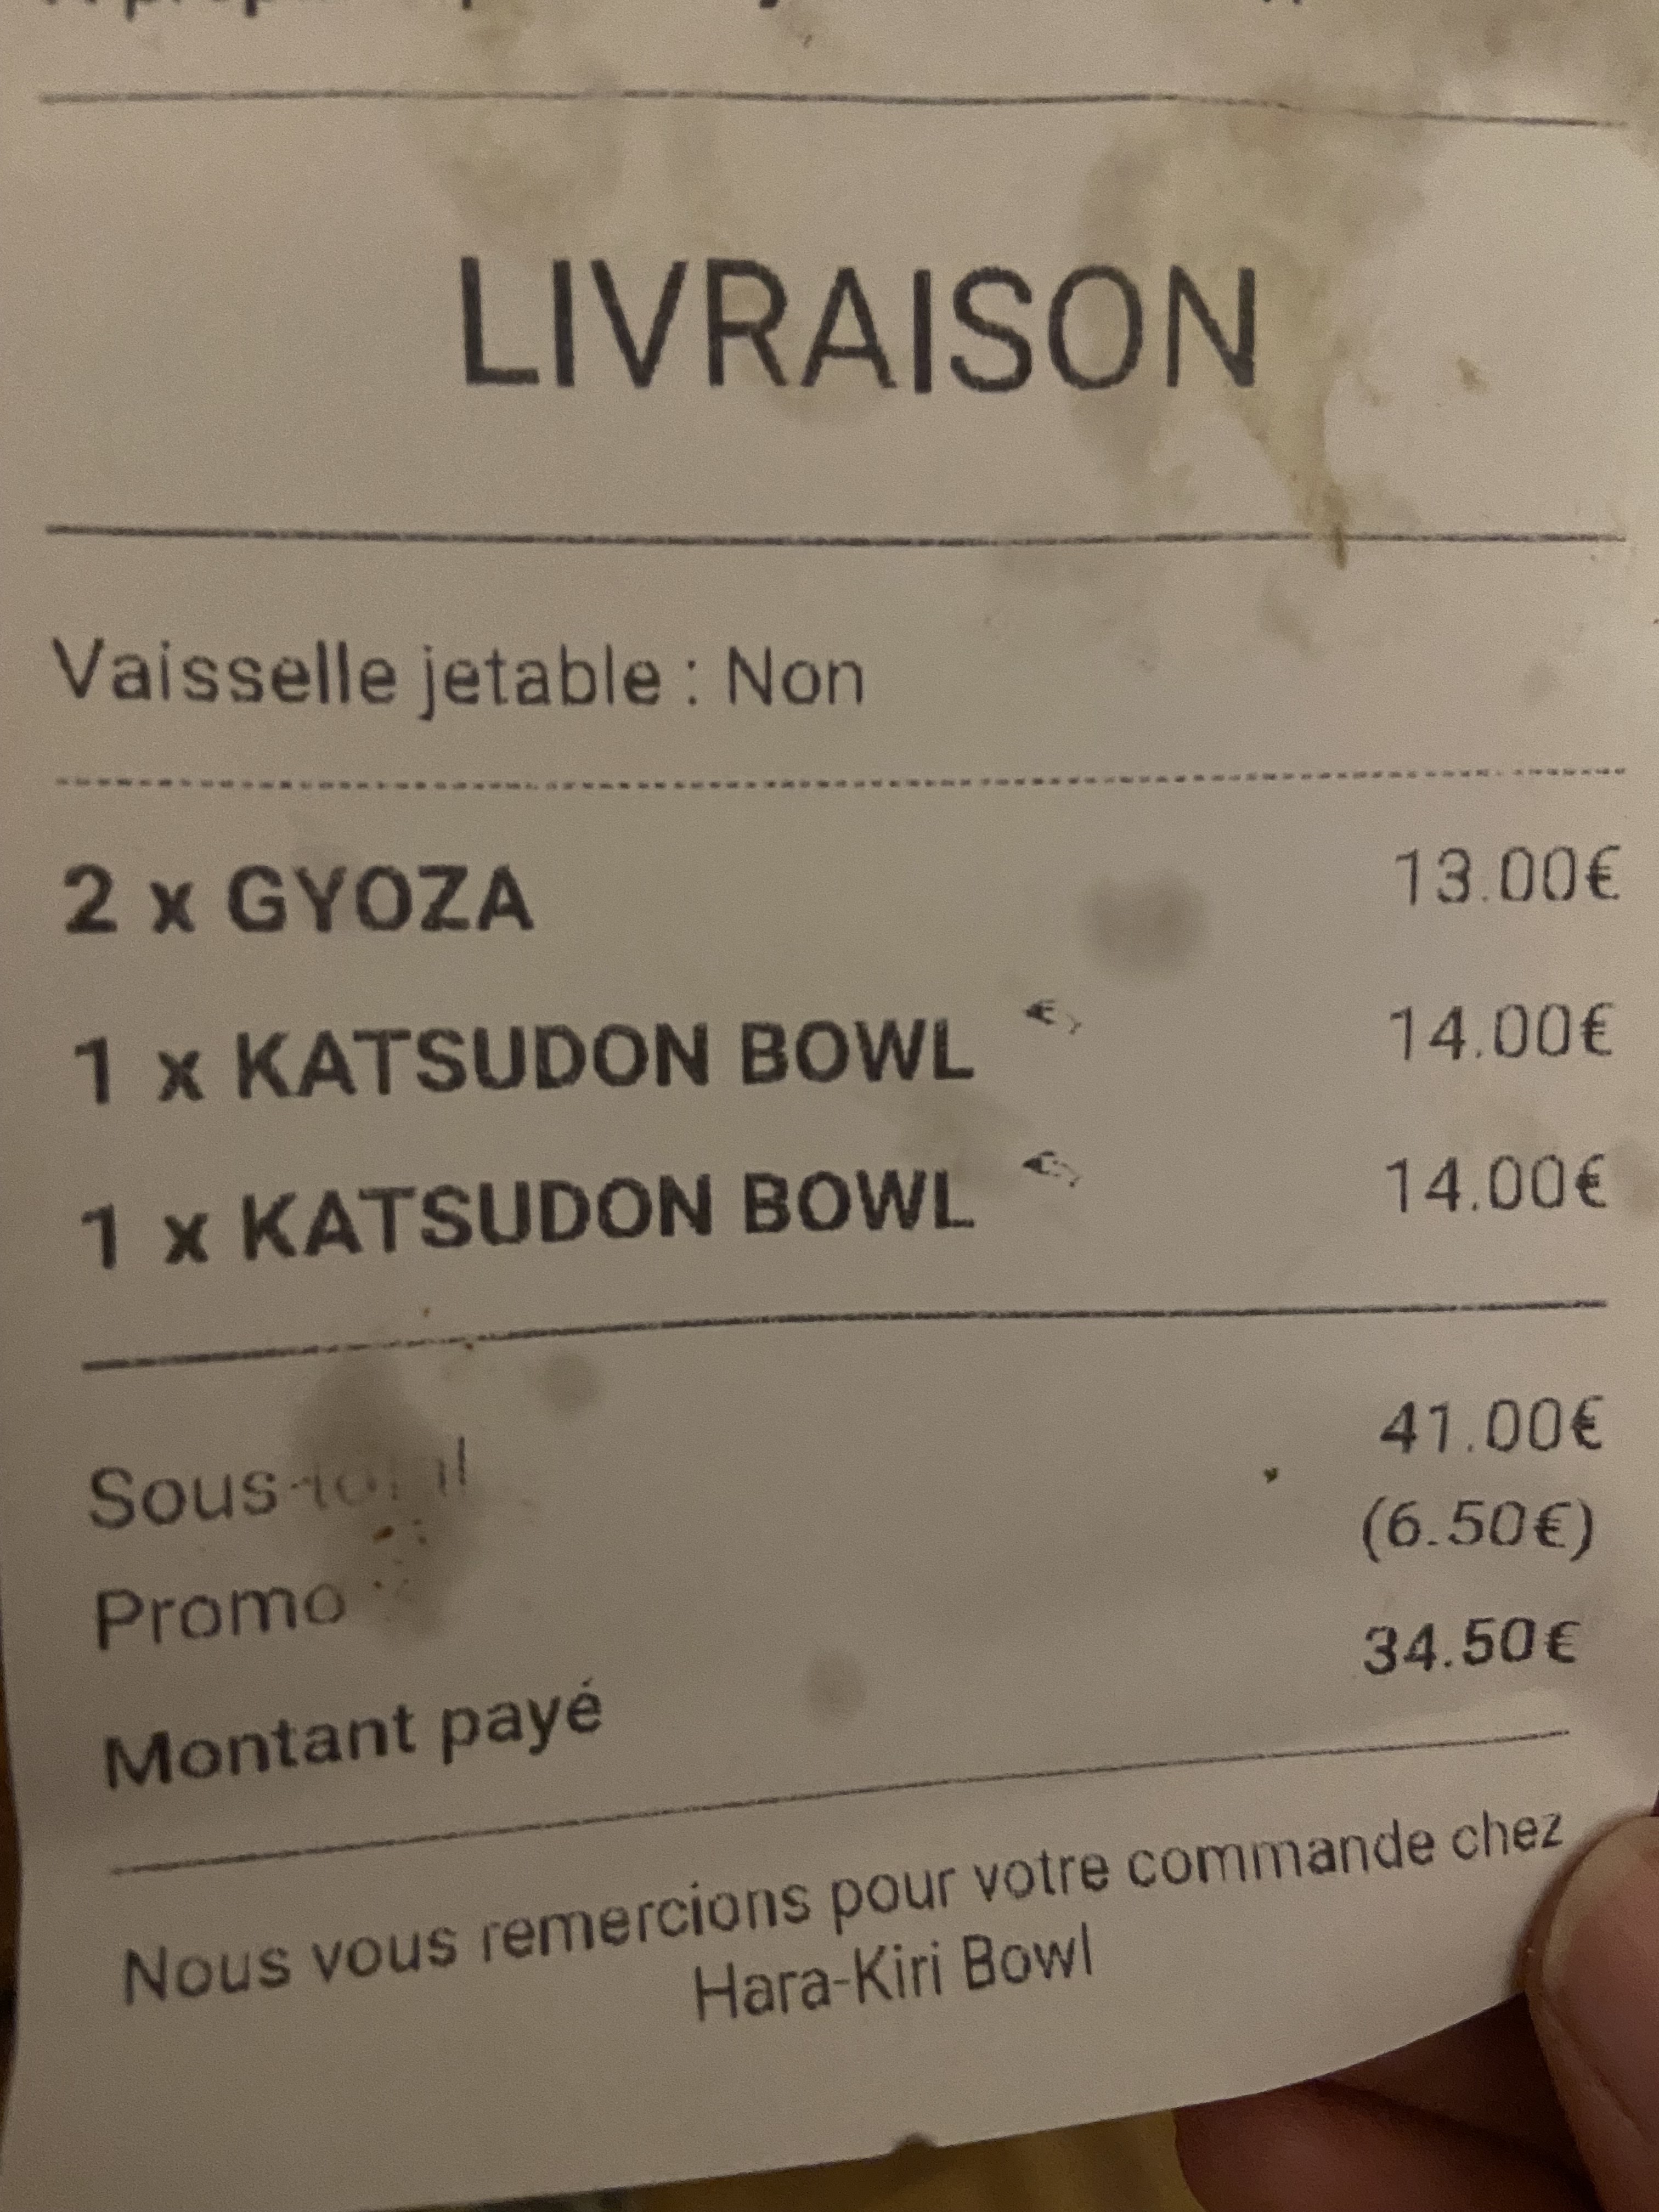 LIVRAISON
Vaisselle jetable : Non
2 x GYOZA 13.00€
1 x KATSUDON BOWL 14.00€
1 x KATSUDON BOWL 14.00€
Sous-total 41.00€
Promo (6.50€)
Montant payé 34.50€
Nous vous remercions pour votre commande chez
Hara-Kiri Bowl